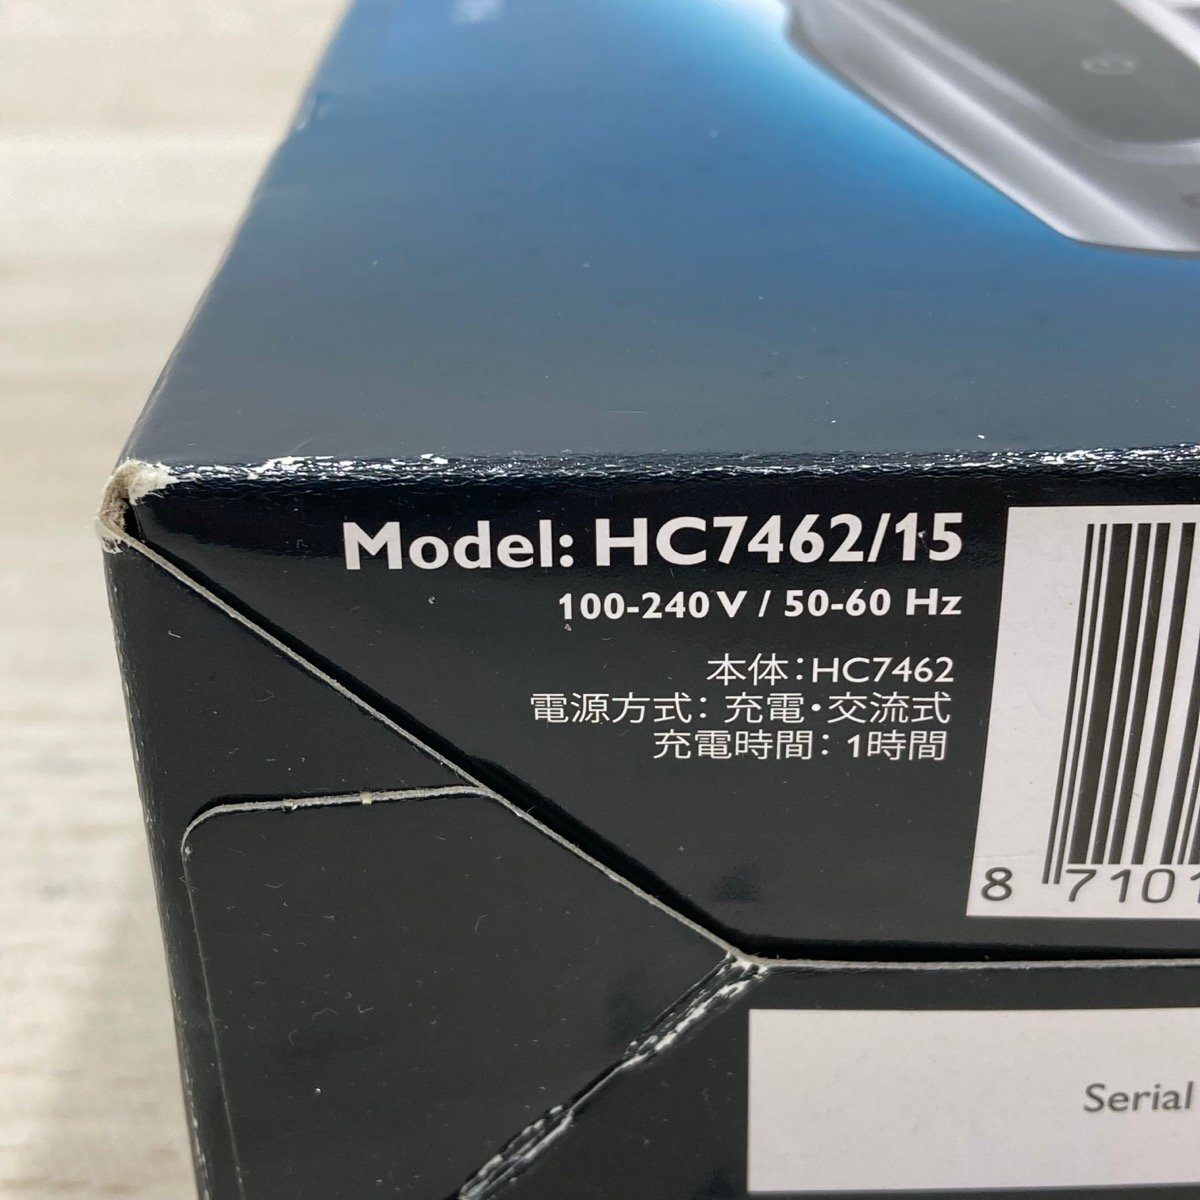 Model: HC7462/15
100-240 V / 50-60 Hz
本体：HC7462
電源方式：充電・交流式
充電時間：1時間
8 7101
Serial